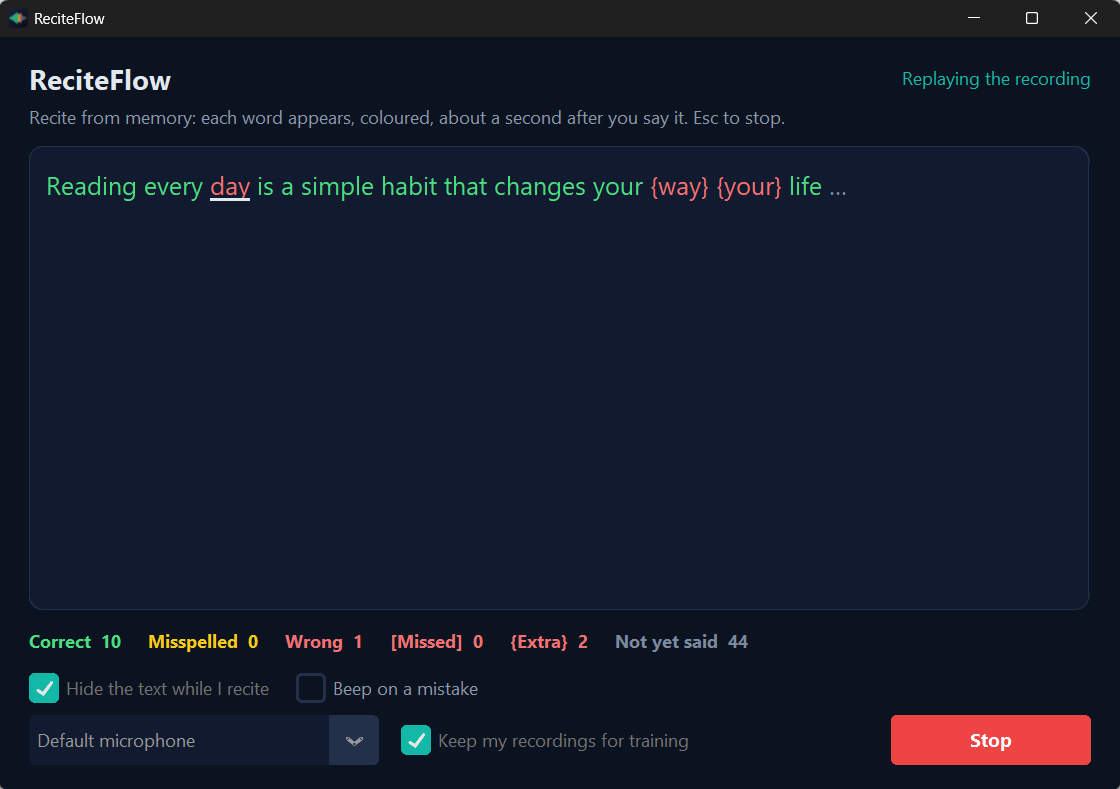 ReciteFlow
ReciteFlow
Replaying the recording
Recite from memory: each word appears, coloured, about a second after you say it. Esc to stop.
Reading every day is a simple habit that changes your {way} {your} life ...
Correct 10 Misspelled 0 Wrong 1 [Missed] 0 {Extra} 2 Not yet said 44
Hide the text while I recite Beep on a mistake
Default microphone Keep my recordings for training Stop